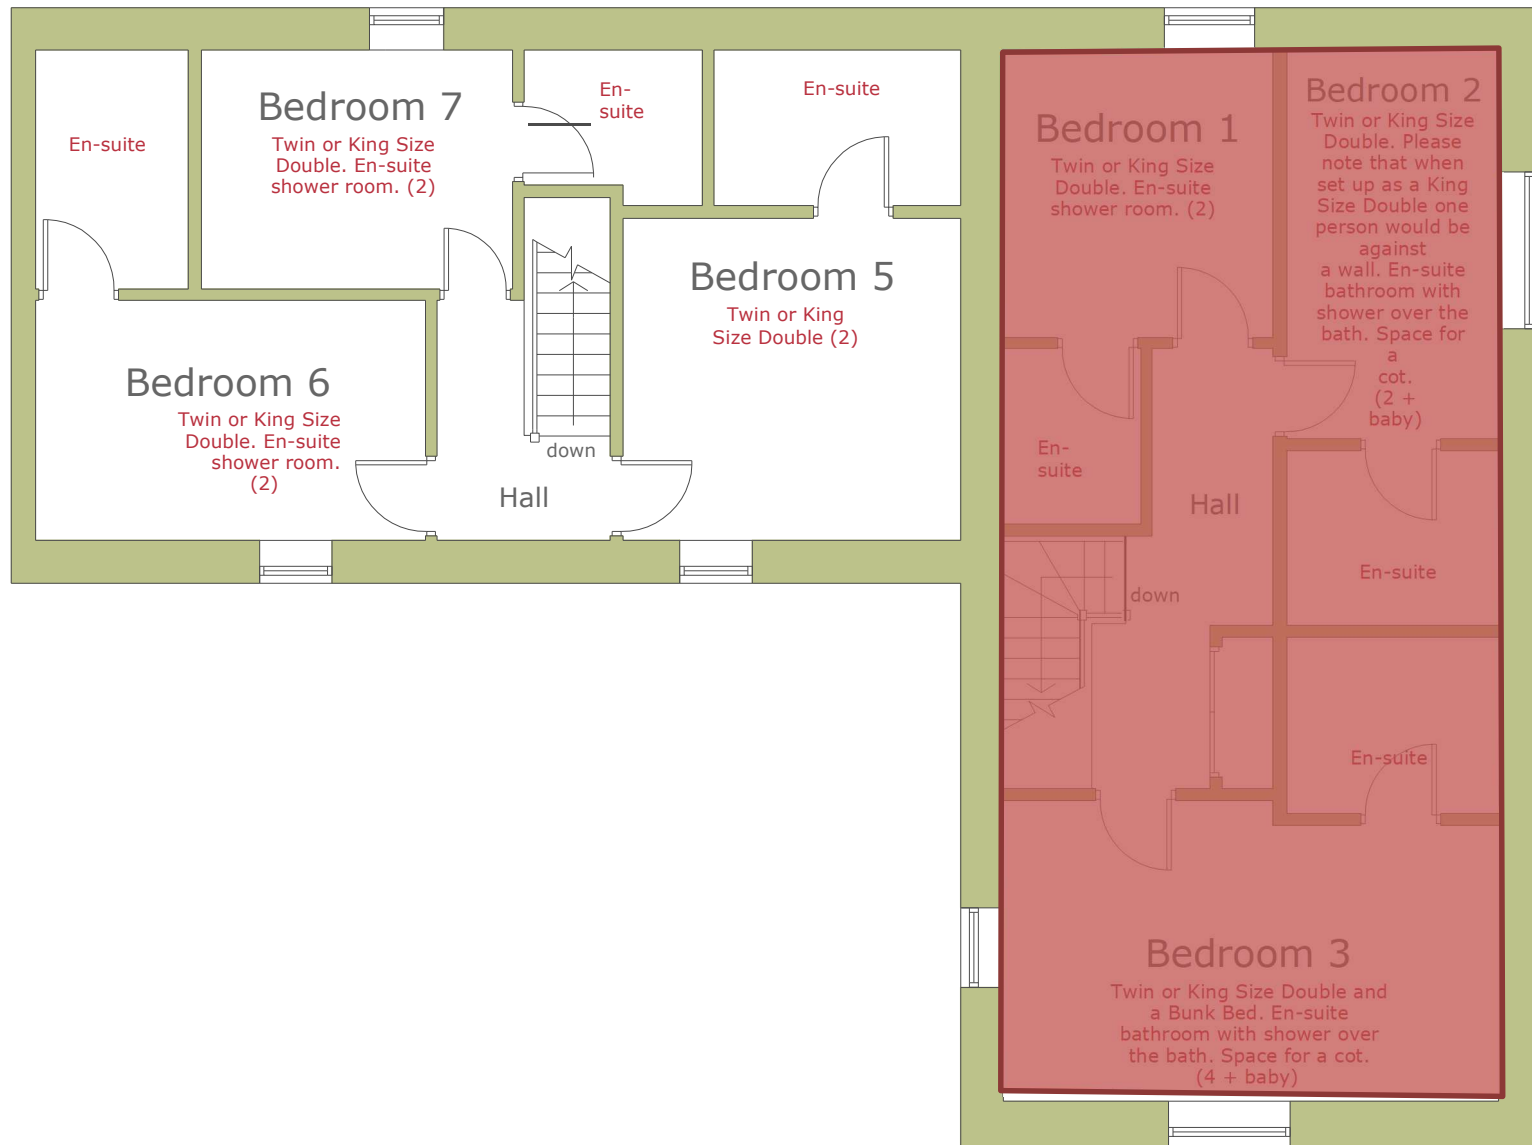 En-suite
Bedroom 7
Twin or King Size
Double. En-suite
shower room. (2)
En-
suite
En-suite
Bedroom 5
Twin or King
Size Double (2)
Bedroom 6
Twin or King Size
Double. En-suite
shower room.
(2)
down
Hall
Bedroom 1
Twin or King Size
Double. En-suite
shower room. (2)
Bedroom 2
Twin or King Size
Double. Please
note that when
set up as a King
Size Double one
person would be
against
a wall. En-suite
bathroom with
shower over the
bath. Space for
a
cot.
(2 +
baby)
En-
suite
Hall
En-suite
down
En-suite
Bedroom 3
Twin or King Size Double and
a Bunk Bed. En-suite
bathroom with shower over
the bath. Space for a cot.
(4 + baby)